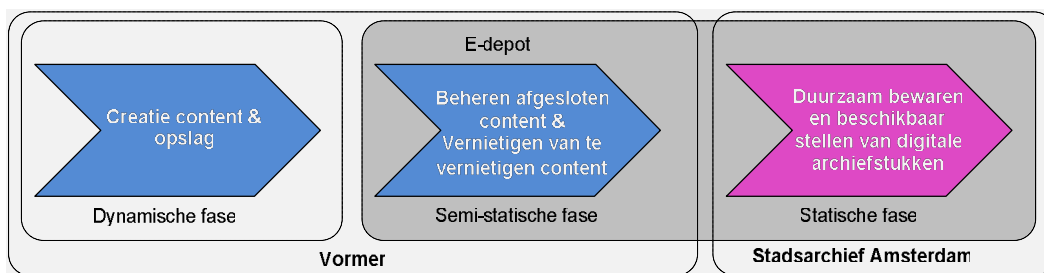 E-depot
Creatie content &
opslag
Dynamische fase
Beheren afgesloten
content &
Vernietigen van te
vernietigen content
Semi-statische fase
Duurzaam bewaren
en beschikbaar
stellen van digitale
archiefstukken
Statische fase
Vormer
Stadsarchief Amsterdam